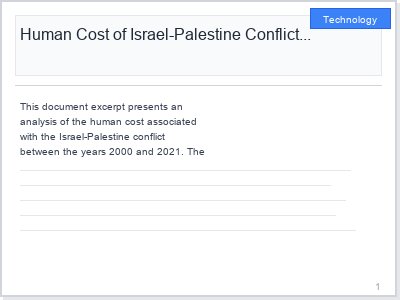 Technology
Human Cost of Israel-Palestine Conflict...
This document excerpt presents an
analysis of the human cost associated
with the Israel-Palestine conflict
between the years 2000 and 2021. The
1